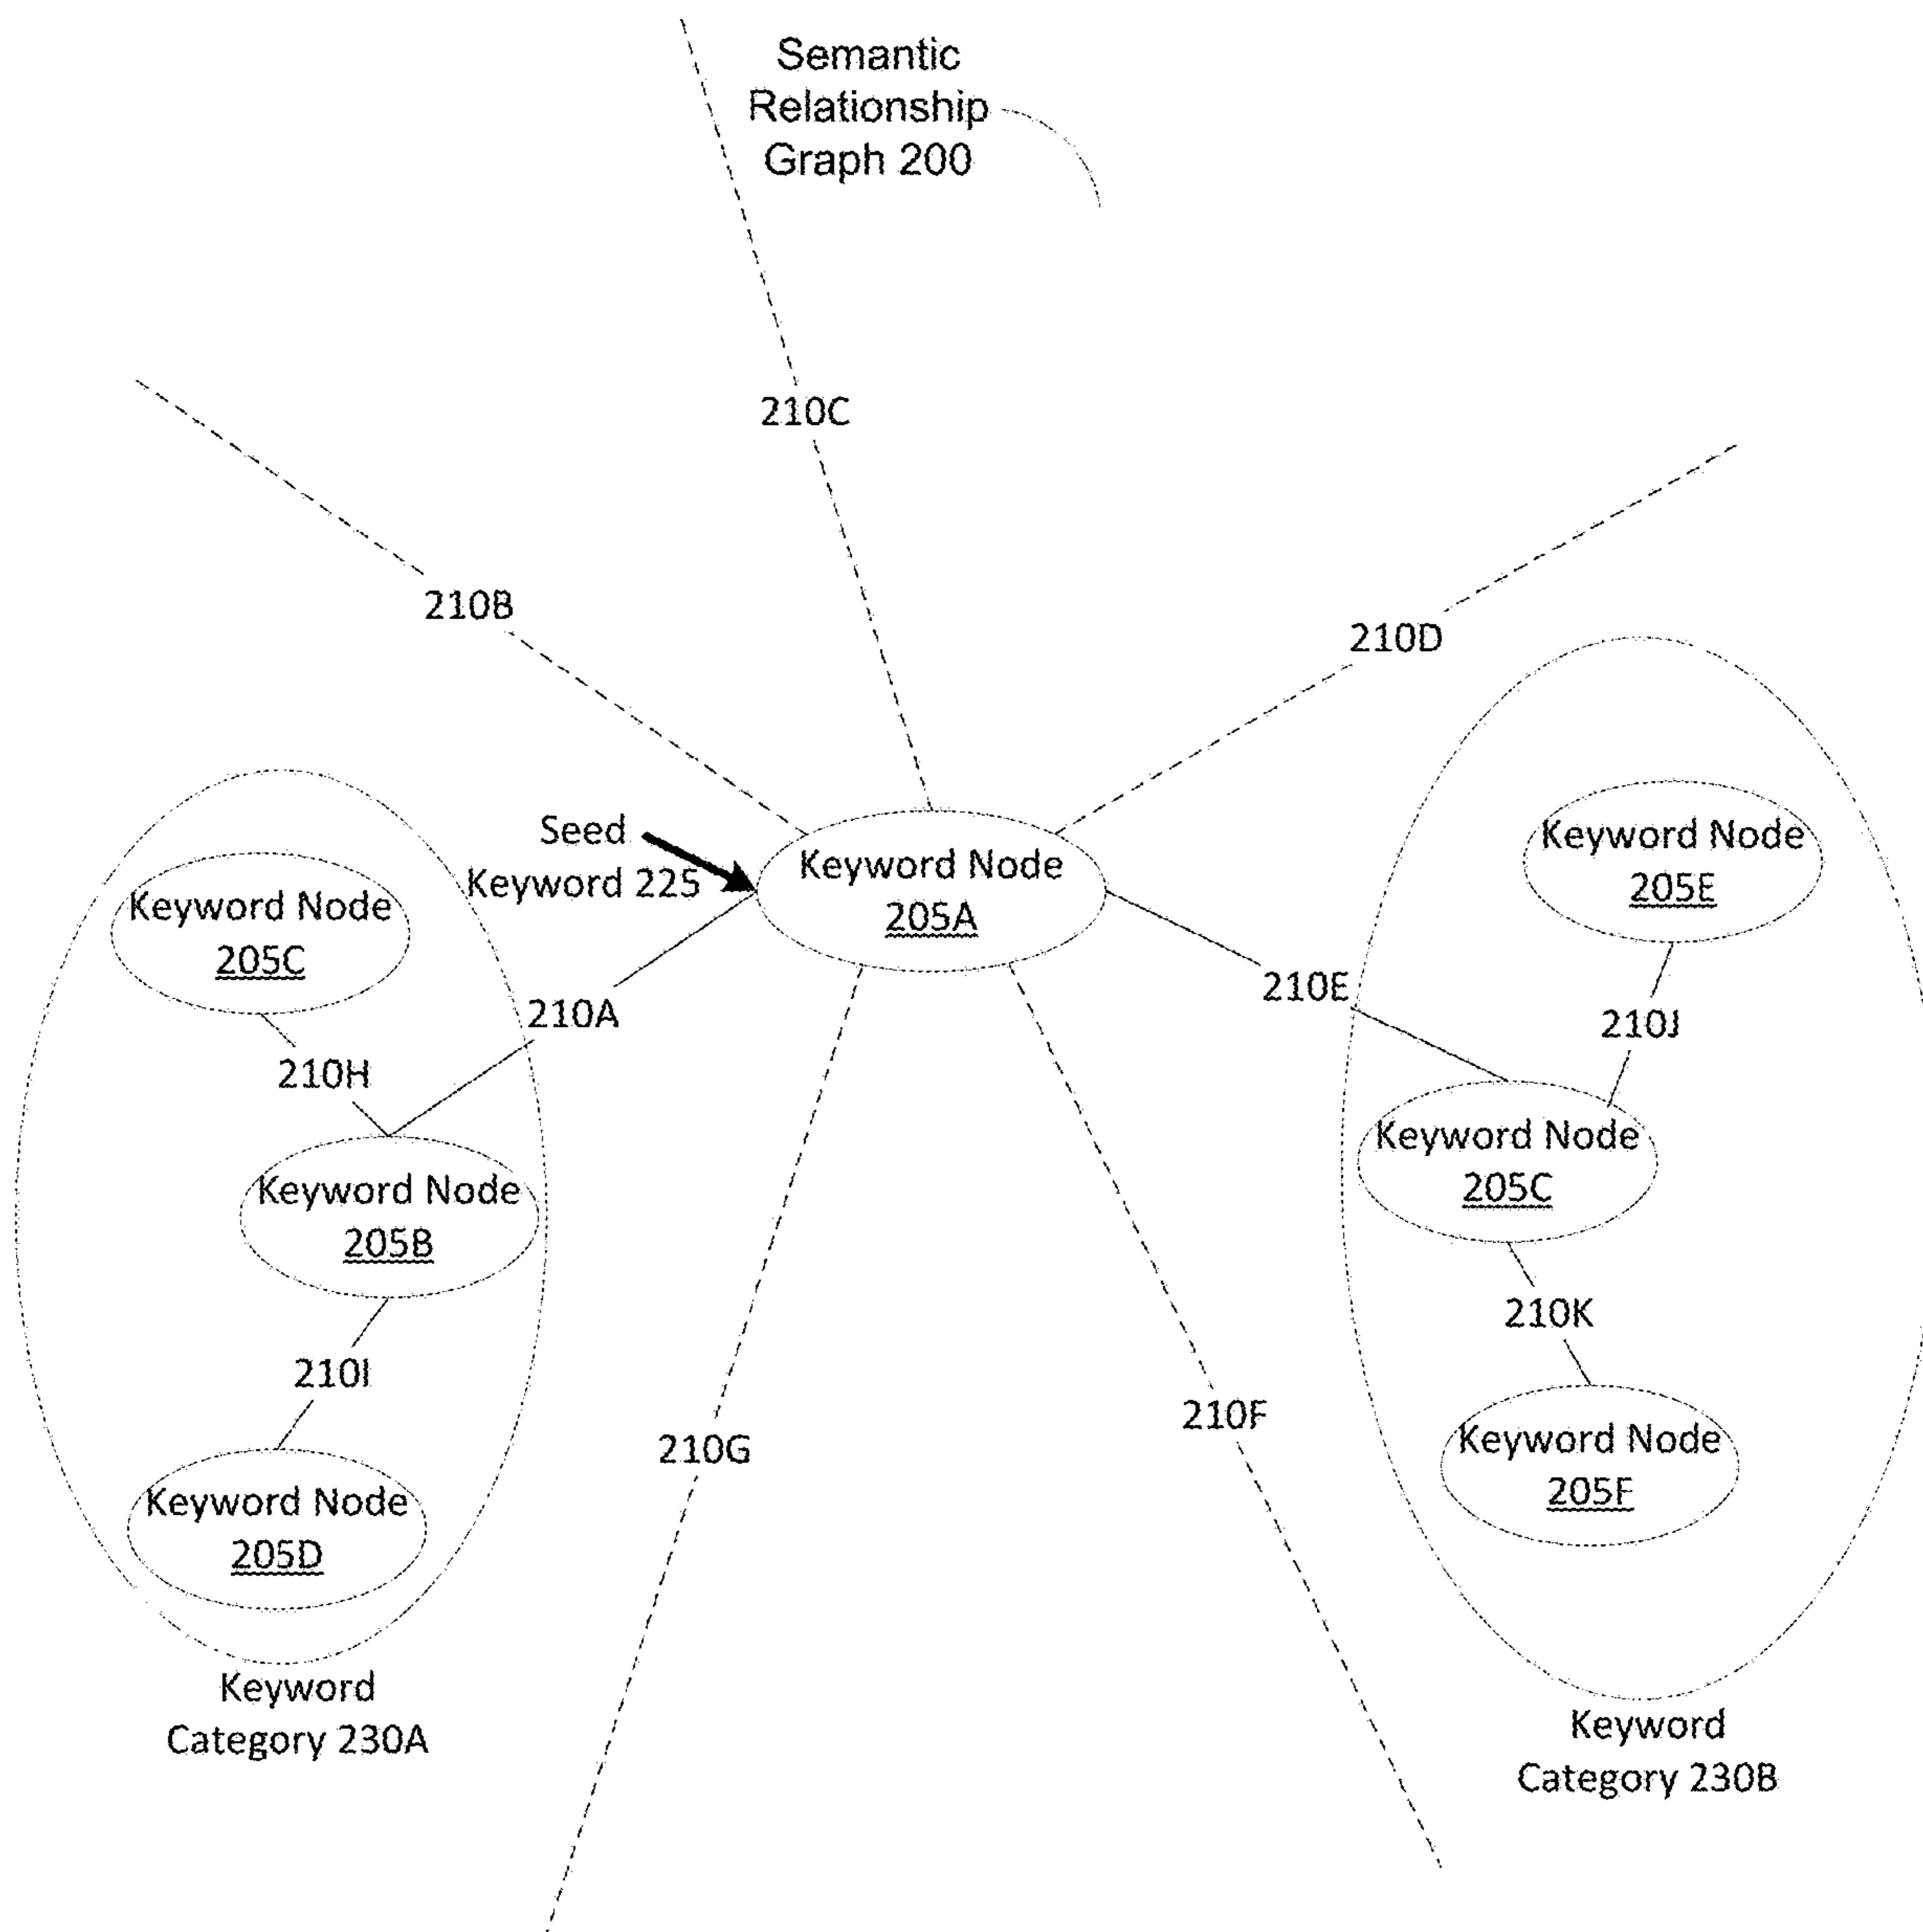 Semantic
Relationship
Graph 200
210C
210B
210D
Seed
Keyword 225
Keyword Node
205A
Keyword Node
205E
Keyword Node
205C
210A
210E
210J
210H
Keyword Node
205B
Keyword Node
205C
210I
210K
210G
210F
Keyword Node
205D
Keyword Node
205F
Keyword
Category 230A
Keyword
Category 230B